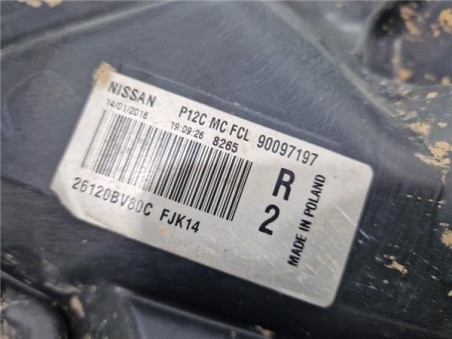 NISSAN P12C MC FCL 90097197
14/01/2016 19:09:26 8265
26120BV80C FJK14
R
2
MADE IN POLAND